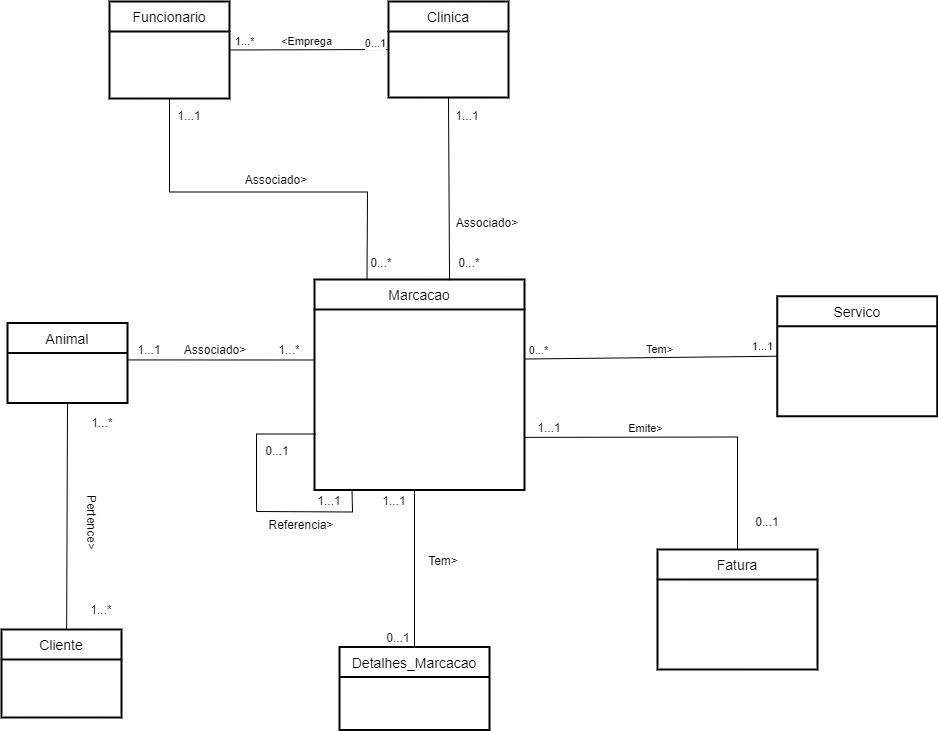 Funcionario
Clinica
1...*
<Emprega
0...1
1...1
1...1
Associado>
Associado>
0...*
0...*
Marcacao
Servico
Animal
1...1
Associado>
1...*
0...*
Tem>
1...1
1...*
0...1
1...1
Emite>
1...1
1...1
Referencia>
Pertence>
0...1
Tem>
Fatura
1...*
0...1
Cliente
Detalhes_Marcacao